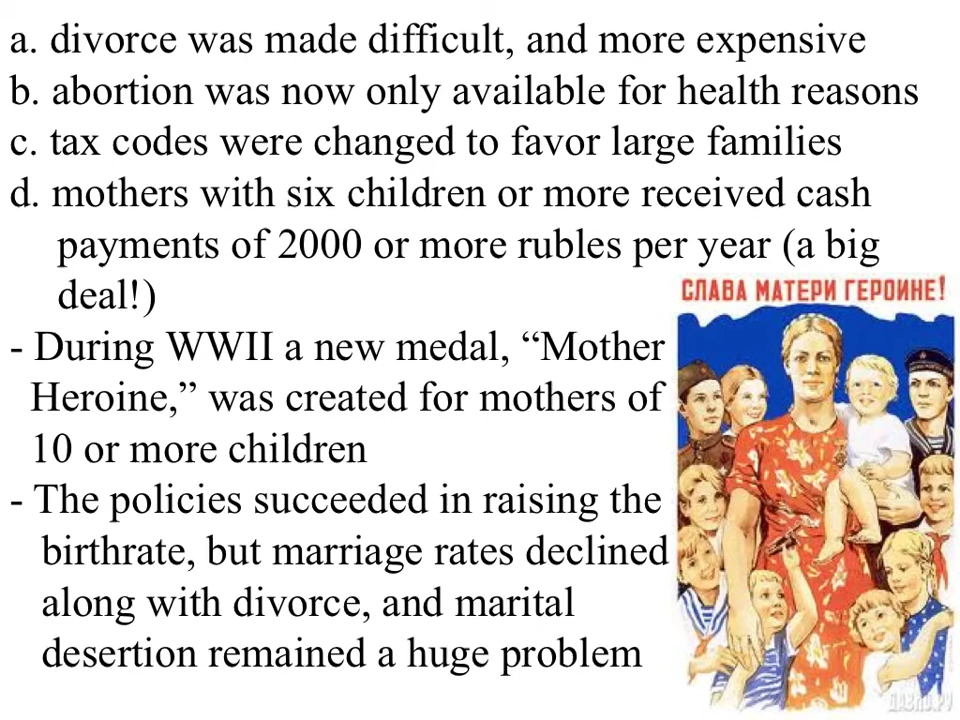 a. divorce was made difficult, and more expensive
b. abortion was now only available for health reasons
c. tax codes were changed to favor large families
d. mothers with six children or more received cash
payments of 2000 or more rubles per year (a big
deal!)
СЛАВА МАТЕРИ ГЕРОИНЕ!
- During WWII a new medal, “Mother
Heroine,” was created for mothers of
10 or more children
- The policies succeeded in raising the
birthrate, but marriage rates declined
along with divorce, and marital
desertion remained a huge problem